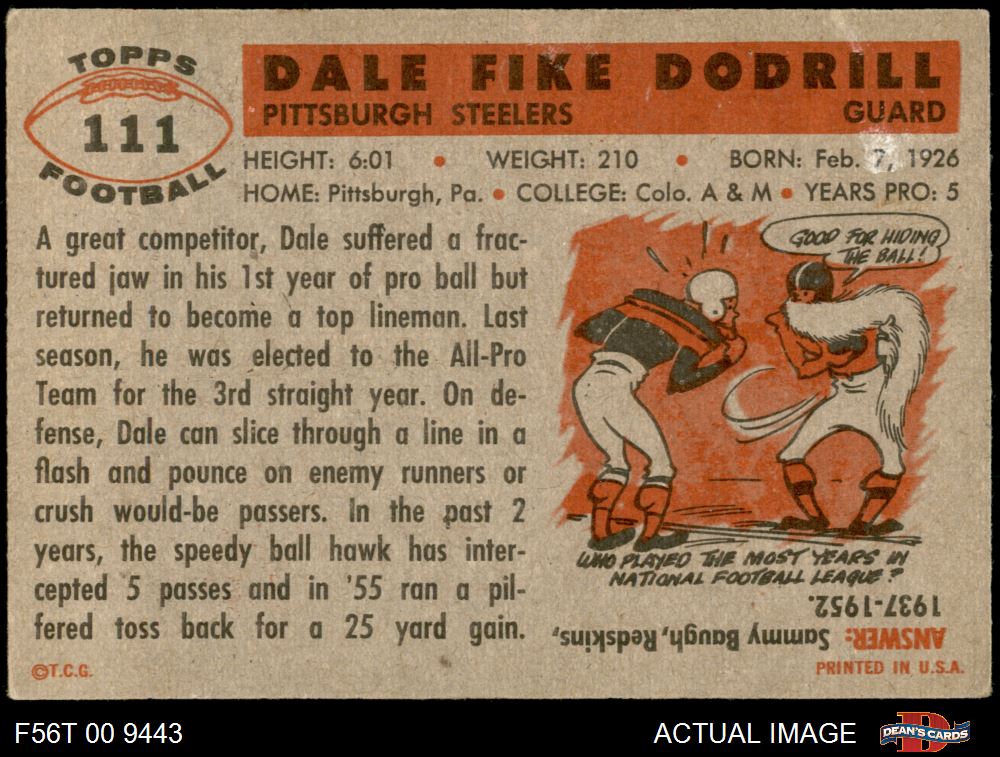 TOPPS
111
FOOTBALL
DALE FIKE DODRILL
PITTSBURGH STEELERS GUARD
HEIGHT: 6:01 • WEIGHT: 210 • BORN: Feb. 7, 1926
HOME: Pittsburgh, Pa. • COLLEGE: Colo. A & M • YEARS PRO: 5
A great competitor, Dale suffered a frac-
tured jaw in his 1st year of pro ball but
returned to become a top lineman. Last
season, he was elected to the All-Pro
Team for the 3rd straight year. On de-
fense, Dale can slice through a line in a
flash and pounce on enemy runners or
crush would-be passers. In the past 2
years, the speedy ball hawk has inter-
cepted 5 passes and in '55 ran a pil-
fered toss back for a 25 yard gain.
GOOD FOR HIDING
THE BALL!
WHO PLAYED THE MOST YEARS IN
NATIONAL FOOTBALL LEAGUE?
ANSWER: Sammy Baugh, Redskins,
1937-1952.
©T.C.G.
PRINTED IN U.S.A.
F56T 00 9443
ACTUAL IMAGE
D
DEAN'S CARDS